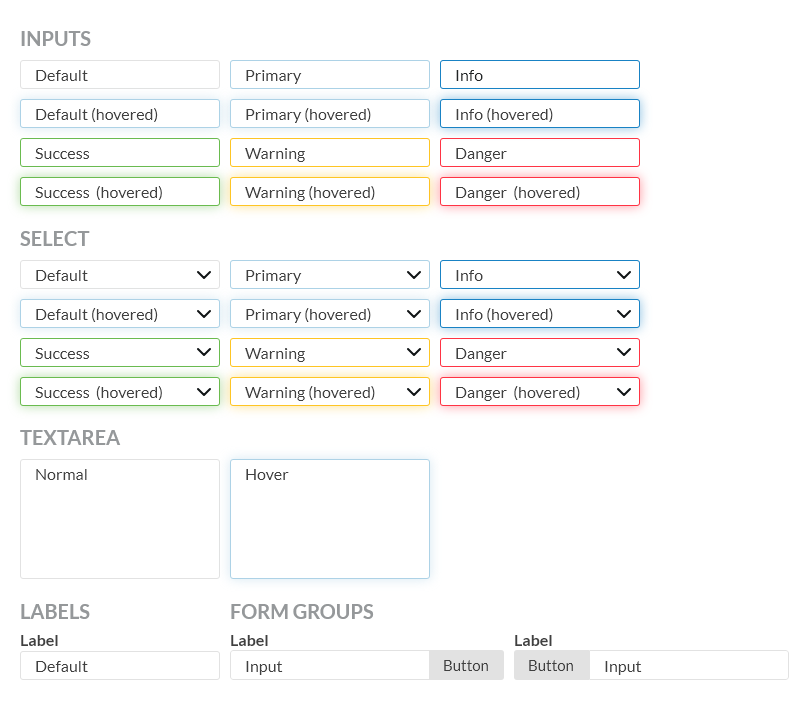 INPUTS
Default Primary Info
Default (hovered) Primary (hovered) Info (hovered)
Success Warning Danger
Success (hovered) Warning (hovered) Danger (hovered)
SELECT
Default Primary Info
Default (hovered) Primary (hovered) Info (hovered)
Success Warning Danger
Success (hovered) Warning (hovered) Danger (hovered)
TEXTAREA
Normal Hover
LABELS FORM GROUPS
Label Label Label
Default Input Button Button Input